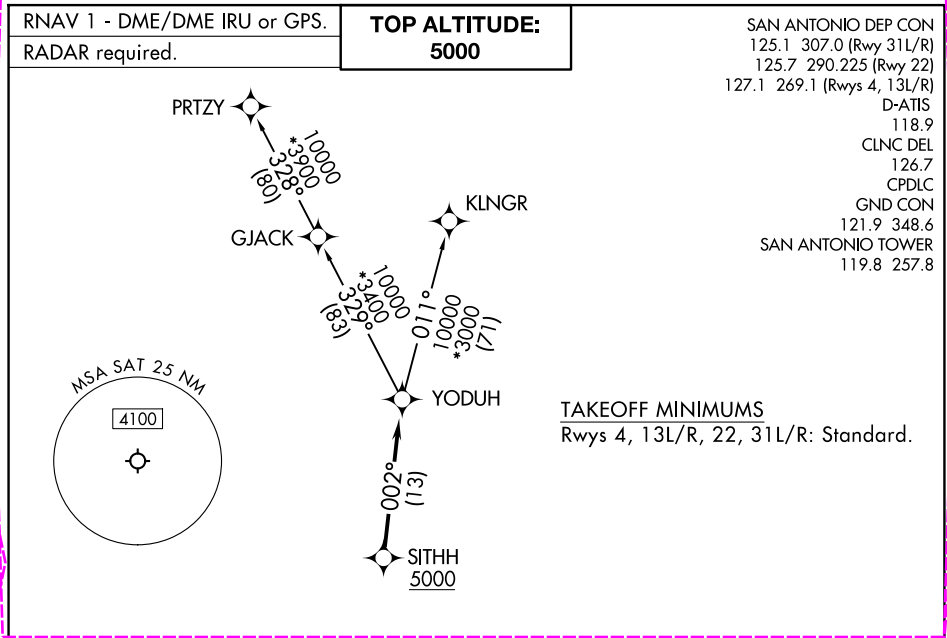 RNAV 1 - DME/DME IRU or GPS.
RADAR required.
TOP ALTITUDE:
5000
SAN ANTONIO DEP CON
125.1 307.0 (Rwy 31L/R)
125.7 290.225 (Rwy 22)
127.1 269.1 (Rwys 4, 13L/R)
D-ATIS
118.9
CLNC DEL
126.7
CPDLC
GND CON
121.9 348.6
SAN ANTONIO TOWER
119.8 257.8
PRTZY
10000
*3900
328°
(80)
KLNGR
GJACK
10000
*3400
329°
(83)
011°
10000
*3000
(71)
MSA SAT 25 NM
4100
YODUH
TAKEOFF MINIMUMS
Rwys 4, 13L/R, 22, 31L/R: Standard.
002°
(13)
SITHH
5000